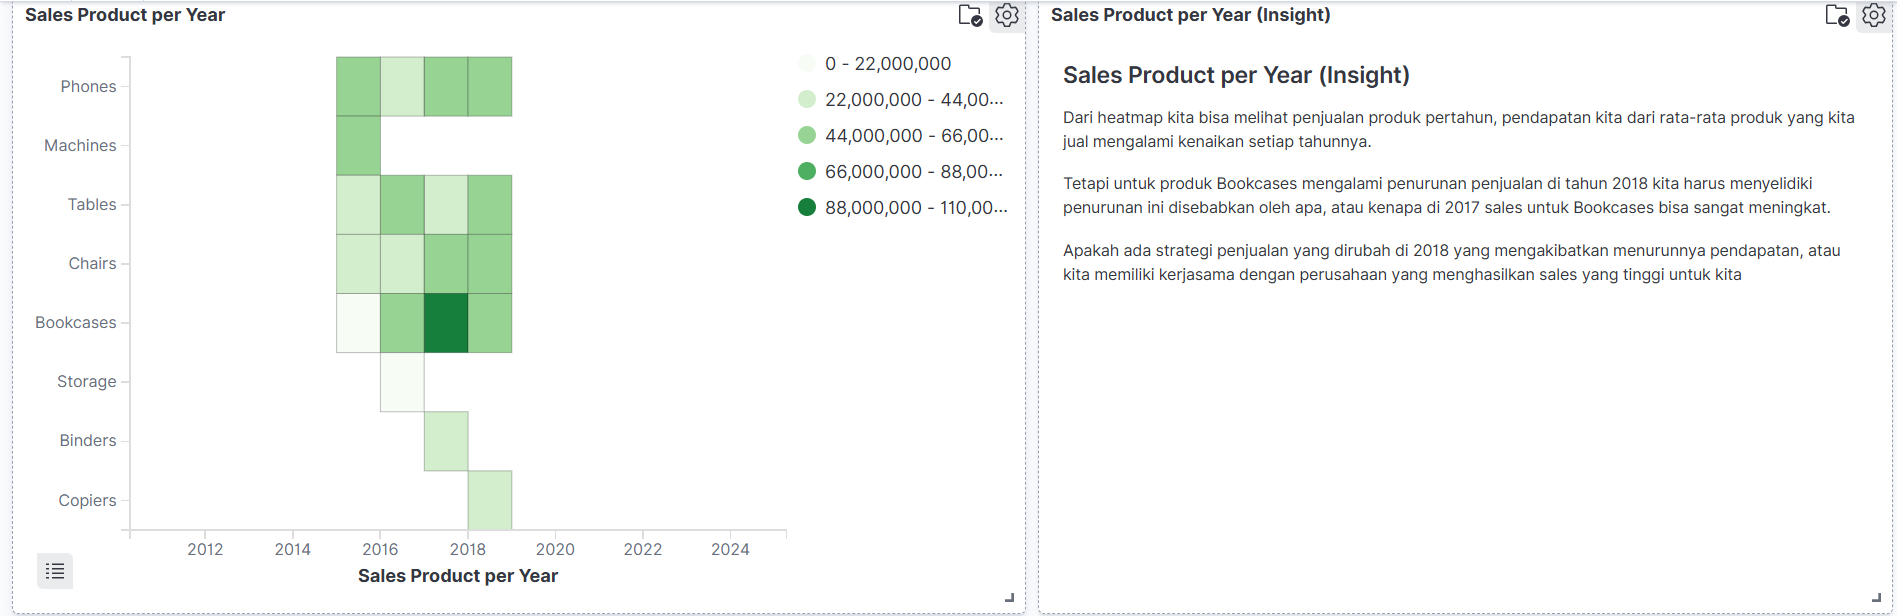 Sales Product per Year
Phones
Machines
Tables
Chairs
Bookcases
Storage
Binders
Copiers
2012 2014 2016 2018 2020 2022 2024
Sales Product per Year
0 - 22,000,000
22,000,000 - 44,00...
44,000,000 - 66,00...
66,000,000 - 88,00...
88,000,000 - 110,00...
Sales Product per Year (Insight)
Sales Product per Year (Insight)
Dari heatmap kita bisa melihat penjualan produk pertahun, pendapatan kita dari rata-rata produk yang kita
jual mengalami kenaikan setiap tahunnya.
Tetapi untuk produk Bookcases mengalami penurunan penjualan di tahun 2018 kita harus menyelidiki
penurunan ini disebabkan oleh apa, atau kenapa di 2017 sales untuk Bookcases bisa sangat meningkat.
Apakah ada strategi penjualan yang dirubah di 2018 yang mengakibatkan menurunnya pendapatan, atau
kita memiliki kerjasama dengan perusahaan yang menghasilkan sales yang tinggi untuk kita